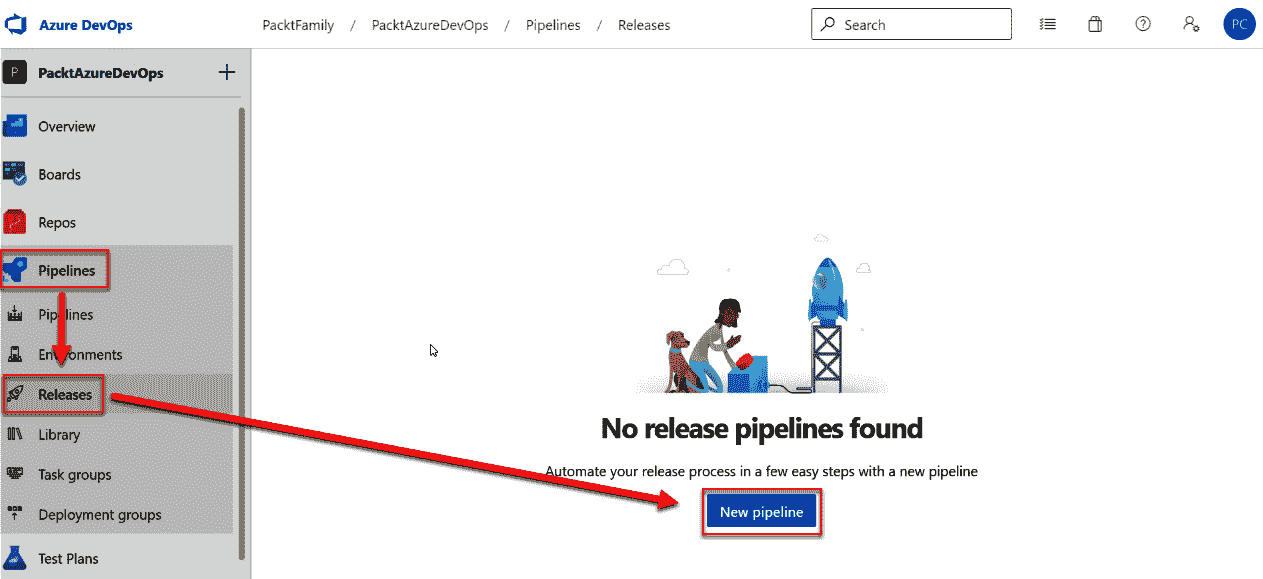 Azure DevOps
PacktFamily / PacktAzureDevOps / Pipelines / Releases
Search
PC
P PacktAzureDevOps
Overview
Boards
Repos
Pipelines
Pipelines
Environments
Releases
Library
Task groups
Deployment groups
Test Plans
No release pipelines found
Automate your release process in a few easy steps with a new pipeline
New pipeline